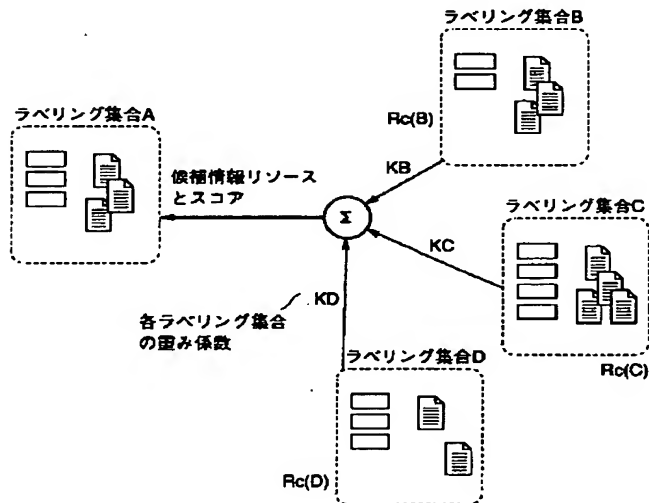 ラベリング集合B
ラベリング集合A
Rc(B)
KB
候補情報リソース
とスコア
Σ
ラベリング集合C
KC
KD
各ラベリング集合
の重み係数
ラベリング集合D
Rc(C)
Rc(D)